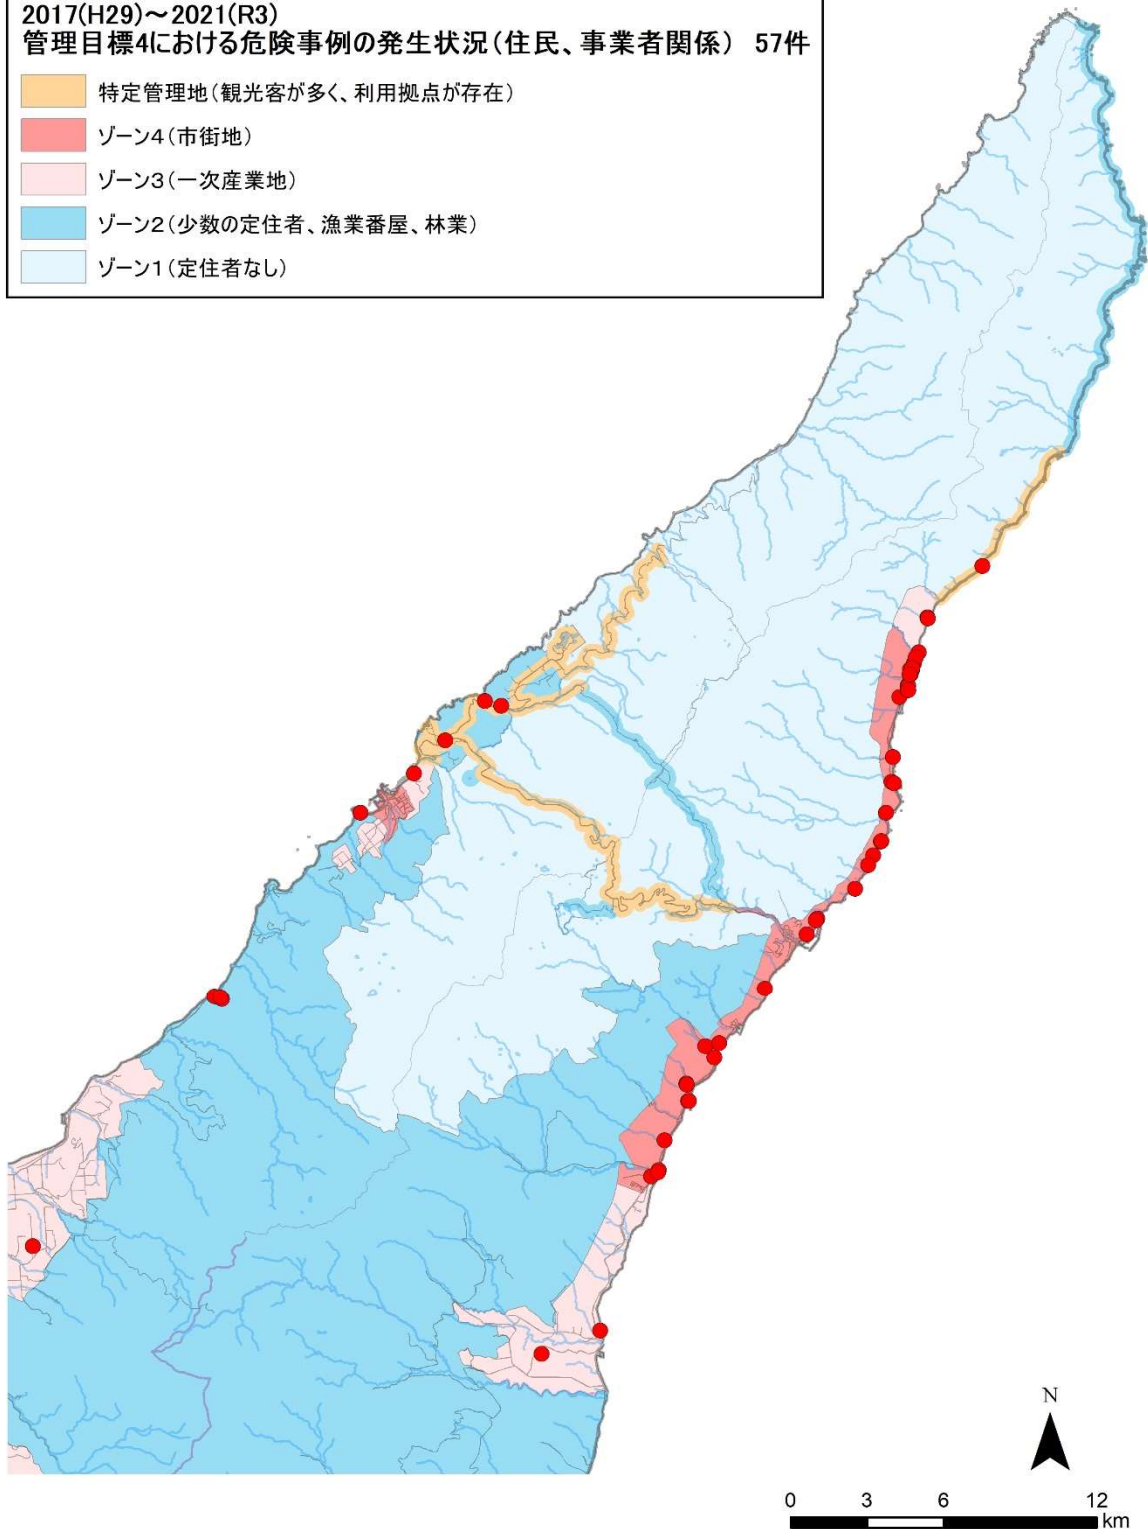 2017(H29)～2021(R3)
管理目標4における危険事例の発生状況(住民、事業者関係) 57件
特定管理地(観光客が多く、利用拠点が存在)
ゾーン4(市街地)
ゾーン3(一次産業地)
ゾーン2(少数の定住者、漁業番屋、林業)
ゾーン1(定住者なし)
N
0 3 6 12
km